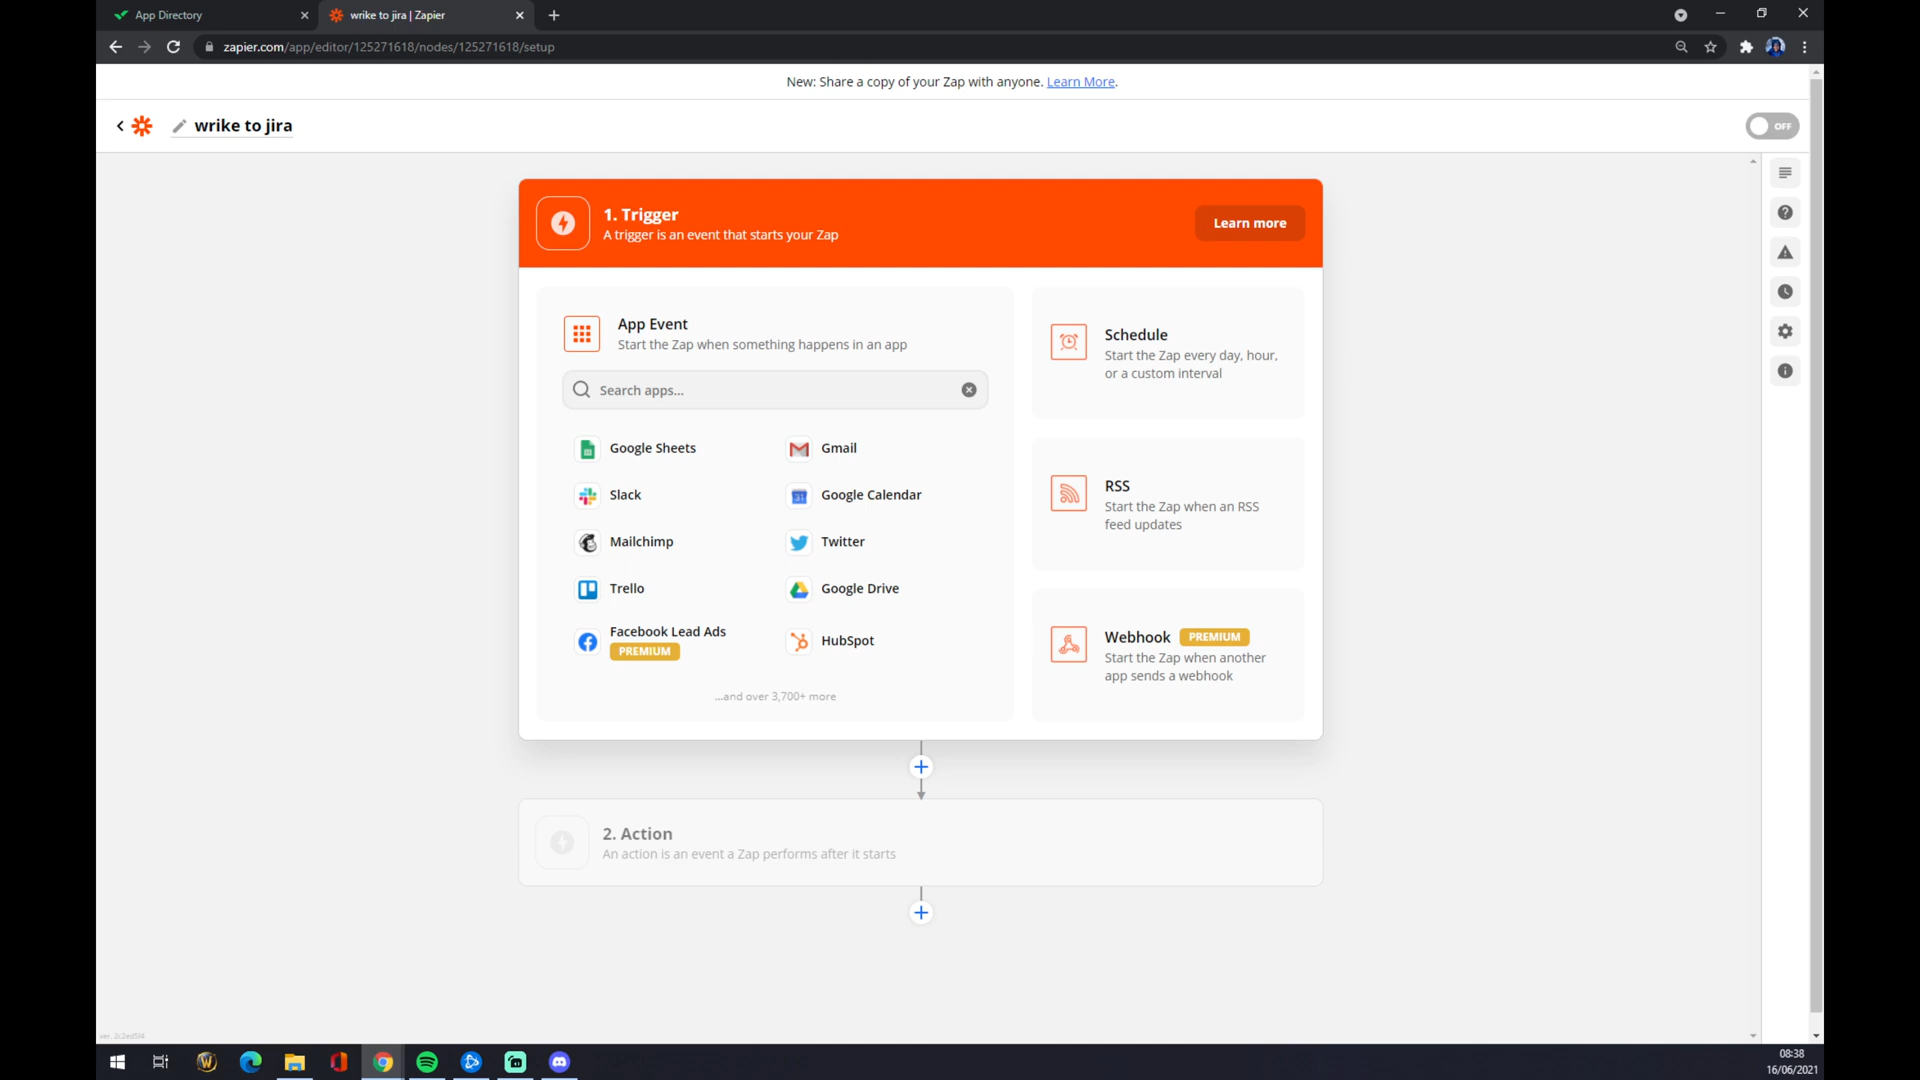 App Directory
wrike to jira | Zapier
zapier.com/app/editor/125271618/nodes/125271618/setup
New: Share a copy of your Zap with anyone. Learn More.
wrike to jira
OFF
1. Trigger
A trigger is an event that starts your Zap
Learn more
App Event
Start the Zap when something happens in an app
Search apps...
Google Sheets
Gmail
Slack
Google Calendar
31
Mailchimp
Twitter
Trello
Google Drive
Facebook Lead Ads
PREMIUM
HubSpot
...and over 3,700+ more
Schedule
Start the Zap every day, hour,
or a custom interval
RSS
Start the Zap when an RSS
feed updates
Webhook PREMIUM
Start the Zap when another
app sends a webhook
2. Action
An action is an event a Zap performs after it starts
08:38
16/06/2021